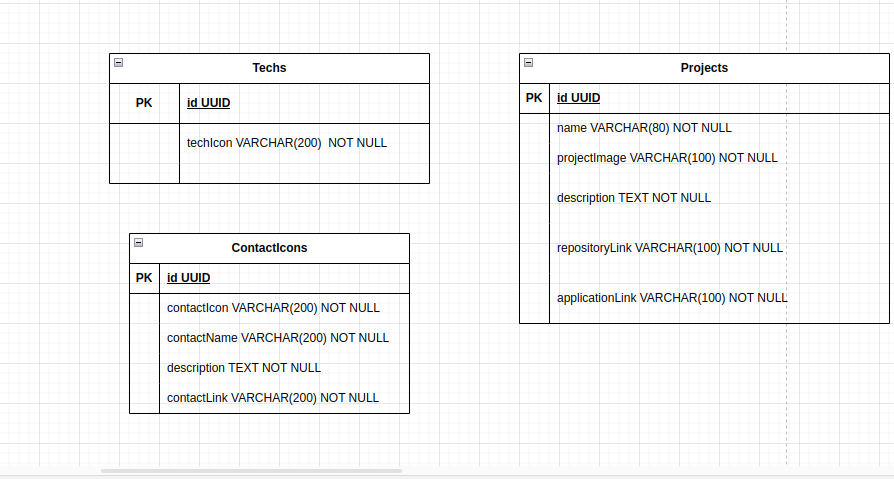 Techs
PK id UUID
techIcon VARCHAR(200) NOT NULL
Projects
PK id UUID
name VARCHAR(80) NOT NULL
projectImage VARCHAR(100) NOT NULL
description TEXT NOT NULL
repositoryLink VARCHAR(100) NOT NULL
applicationLink VARCHAR(100) NOT NULL
ContactIcons
PK id UUID
contactIcon VARCHAR(200) NOT NULL
contactName VARCHAR(200) NOT NULL
description TEXT NOT NULL
contactLink VARCHAR(200) NOT NULL